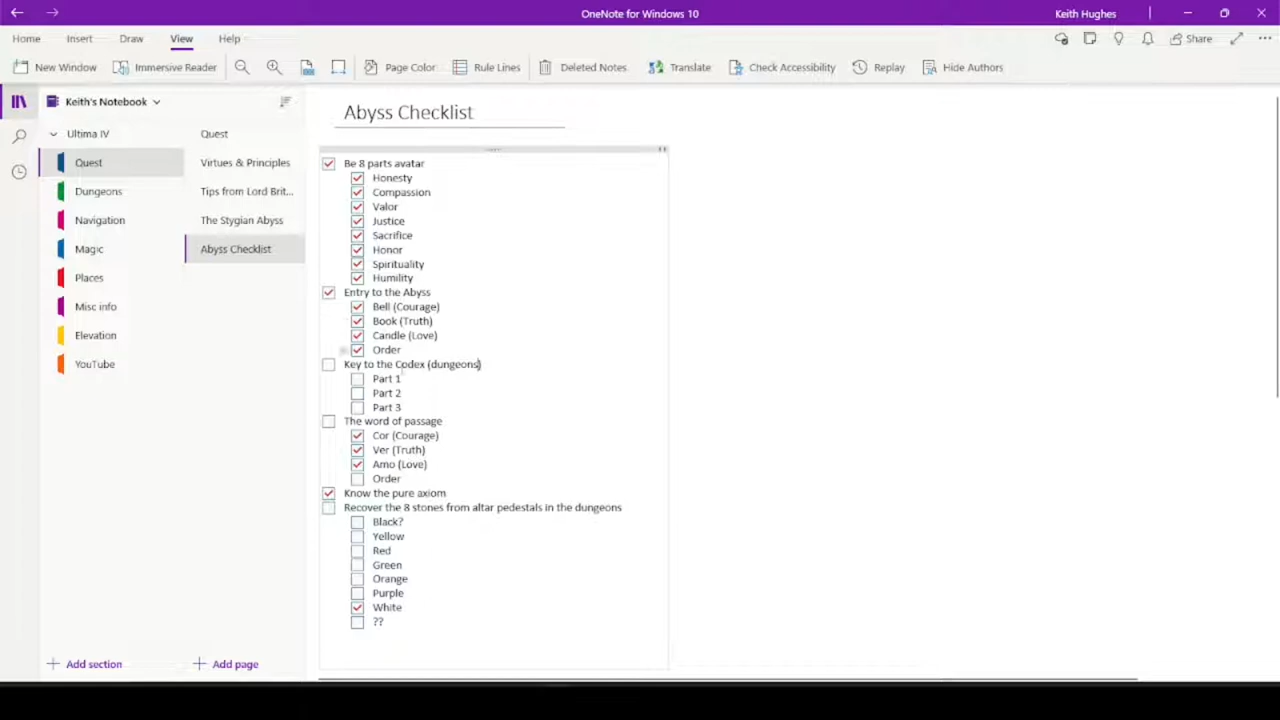 OneNote for Windows 10
Keith Hughes
Home
Insert
Draw
View
Help
Share
New Window
Immersive Reader
Page Color
Rule Lines
Deleted Notes
Translate
Check Accessibility
Replay
Hide Authors
Keith's Notebook
Ultima IV
Quest
Dungeons
Navigation
Magic
Places
Misc info
Elevation
YouTube
Add section
Quest
Virtues & Principles
Tips from Lord Brit...
The Stygian Abyss
Abyss Checklist
Add page
Abyss Checklist
Be 8 parts avatar
Honesty
Compassion
Valor
Justice
Sacrifice
Honor
Spirituality
Humility
Entry to the Abyss
Bell (Courage)
Book (Truth)
Candle (Love)
Order
Key to the Codex (dungeons)
Part 1
Part 2
Part 3
The word of passage
Cor (Courage)
Ver (Truth)
Amo (Love)
Order
Know the pure axiom
Recover the 8 stones from altar pedestals in the dungeons
Black?
Yellow
Red
Green
Orange
Purple
White
??